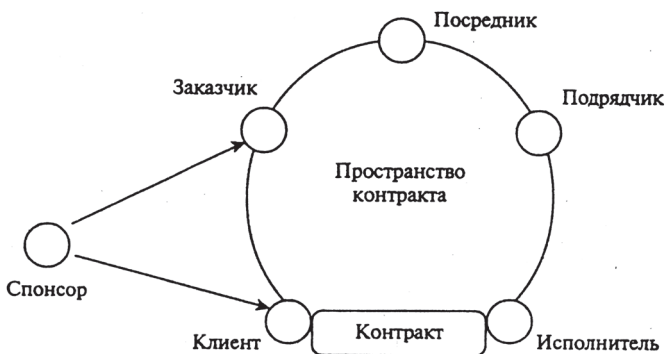 Посредник
Заказчик
Подрядчик
Пространство
контракта
Спонсор
Клиент
Контракт
Исполнитель